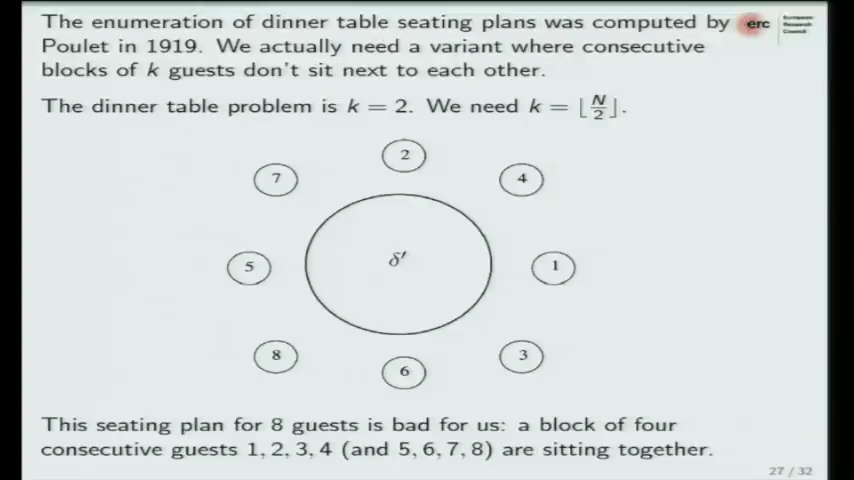 The enumeration of dinner table seating plans was computed by
Poulet in 1919. We actually need a variant where consecutive
blocks of k guests don't sit next to each other.
erc
European
Research
Council
The dinner table problem is k = 2. We need k = ⌊N/2⌋.
2
7
4
5
δ′
1
8
3
6
This seating plan for 8 guests is bad for us: a block of four
consecutive guests 1, 2, 3, 4 (and 5, 6, 7, 8) are sitting together.
27 / 32